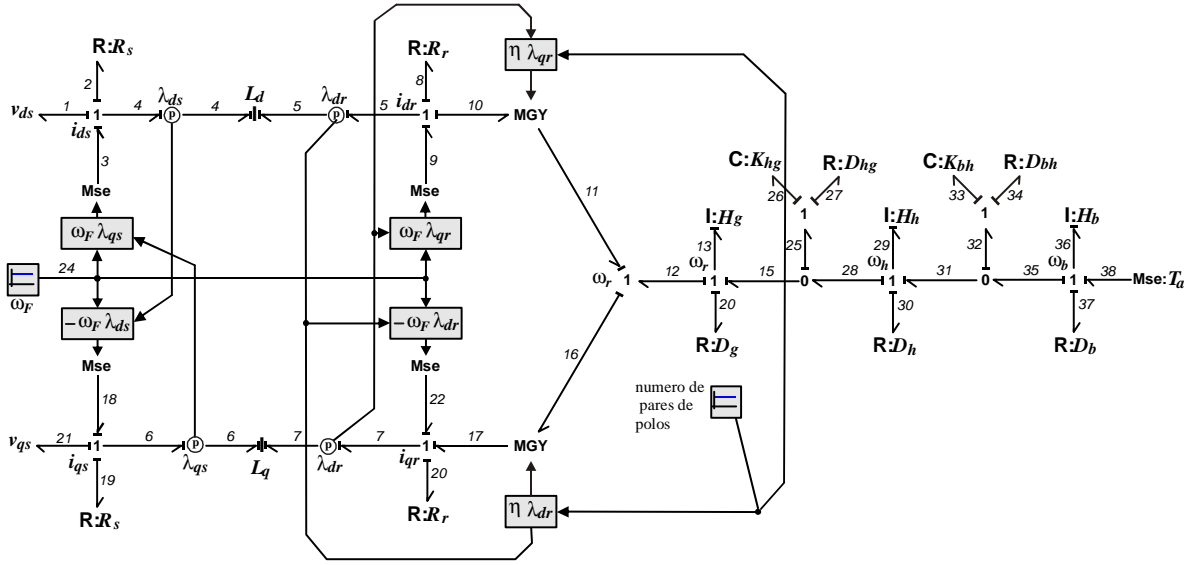 R:Rs
2
vds
1
ids
4
λds
4
Ld
5
λdr
5
R:Rr
8
idr
10
MGY
η λqr
3
Mse
ωF λqs
9
Mse
ωF λqr
24
ωF
−ωF λds
Mse
18
−ωF λdr
Mse
22
vqs
21
iqs
19
R:Rs
6
λqs
6
Lq
7
λdr
7
iqr
20
R:Rr
17
MGY
η λdr
11
16
ωr 1
12
I:Hg
13
ωr
1
20
R:Dg
15
C:Khg
26
R:Dhg
27
1
25
0
28
I:Hh
29
ωh
1
30
R:Dh
31
C:Kbh
33
R:Dbh
34
1
32
0
35
I:Hb
36
ωb
1
37
R:Db
38
Mse:Ta
numero de
pares de
polos